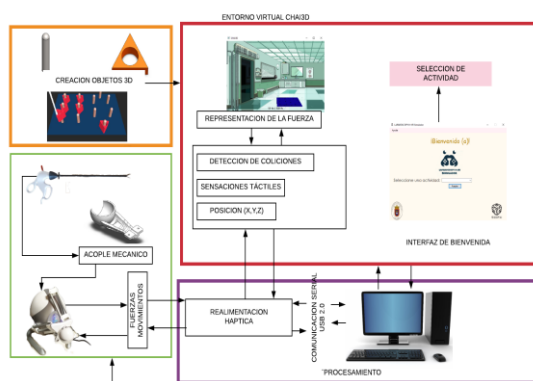 ENTORNO VIRTUAL CHAI3D
CREACION OBJETOS 3D
REPRESENTACION DE LA FUERZA
DETECCION DE COLICIONES
SENSACIONES TÁCTILES
POSICION (X,Y,Z)
SELECCION DE
ACTIVIDAD
Bienvenido (a)!
INTERFAZ DE BIENVENIDA
ACOPLE MECANICO
FUERZAS
MOVIMIENTOS
REALIMENTACION
HAPTICA
COMUNICACION SERIAL
USB 2.0
¨PROCESAMIENTO